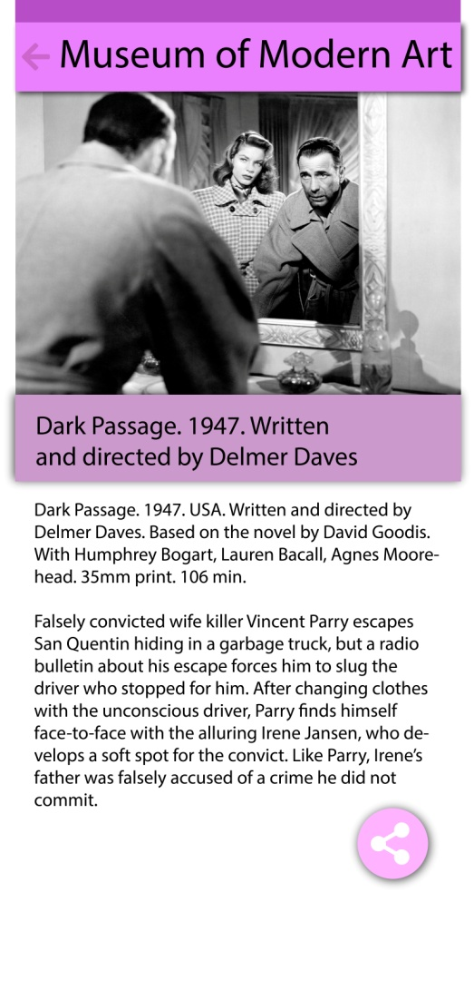 Museum of Modern Art
Dark Passage. 1947. Written
and directed by Delmer Daves
Dark Passage. 1947. USA. Written and directed by
Delmer Daves. Based on the novel by David Goodis.
With Humphrey Bogart, Lauren Bacall, Agnes Moore-
head. 35mm print. 106 min.
Falsely convicted wife killer Vincent Parry escapes
San Quentin hiding in a garbage truck, but a radio
bulletin about his escape forces him to slug the
driver who stopped for him. After changing clothes
with the unconscious driver, Parry finds himself
face-to-face with the alluring Irene Jansen, who de-
velops a soft spot for the convict. Like Parry, Irene’s
father was falsely accused of a crime he did not
commit.